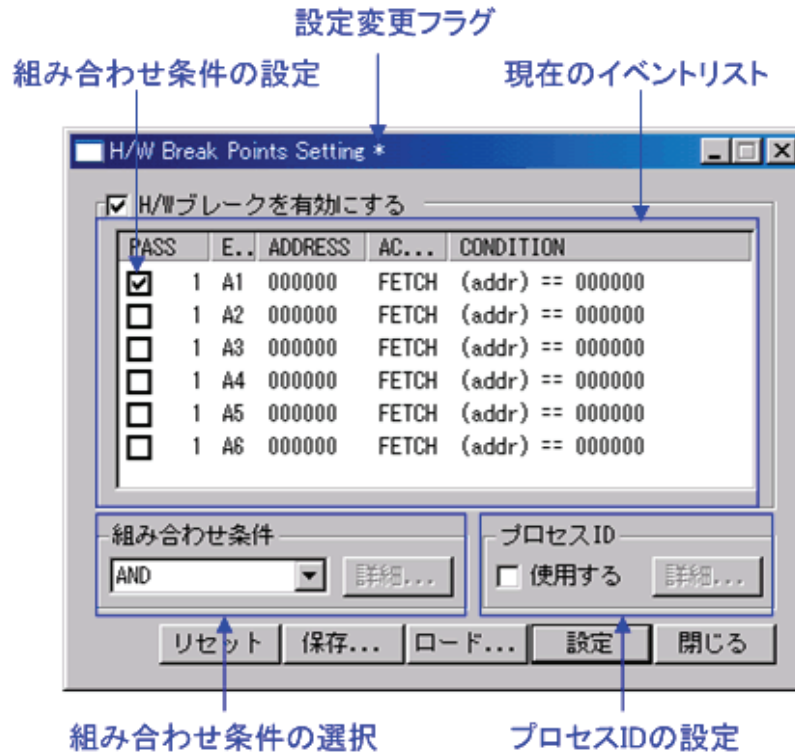 設定変更フラグ
組み合わせ条件の設定
現在のイベントリスト
H/W Break Points Setting *
H/Wブレークを有効にする
PASS E.. ADDRESS AC... CONDITION
1 A1 000000 FETCH (addr) == 000000
1 A2 000000 FETCH (addr) == 000000
1 A3 000000 FETCH (addr) == 000000
1 A4 000000 FETCH (addr) == 000000
1 A5 000000 FETCH (addr) == 000000
1 A6 000000 FETCH (addr) == 000000
組み合わせ条件
プロセスID
AND 詳細...
使用する 詳細...
リセット 保存... ロード... 設定 閉じる
組み合わせ条件の選択
プロセスIDの設定